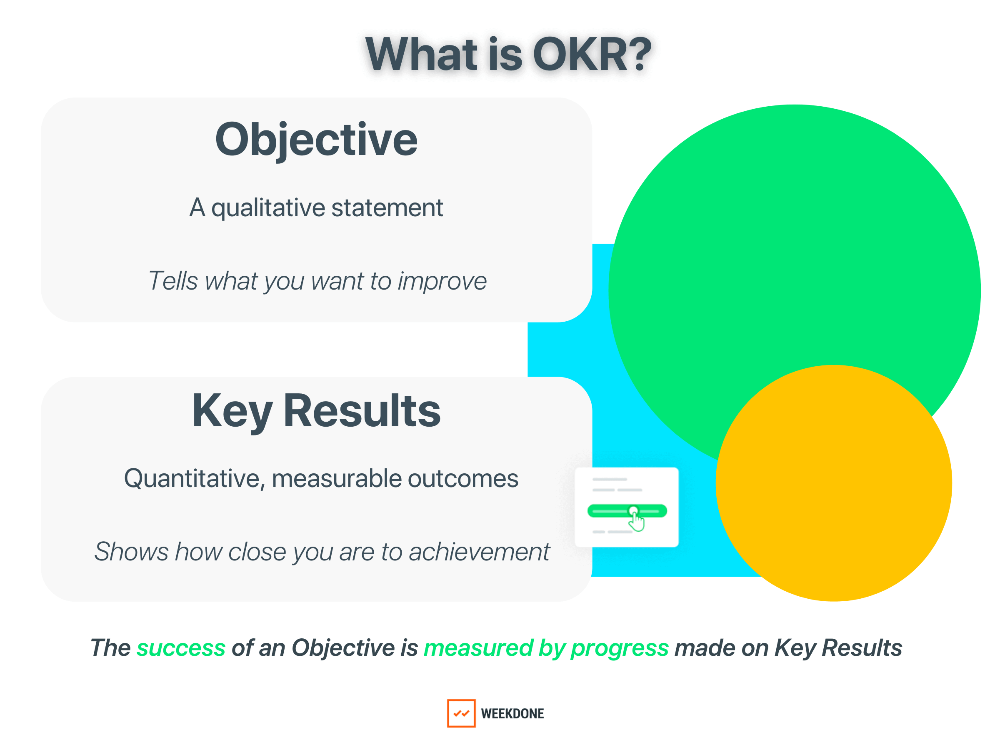 What is OKR?
Objective
A qualitative statement
Tells what you want to improve
Key Results
Quantitative, measurable outcomes
Shows how close you are to achievement
The success of an Objective is measured by progress made on Key Results
WEEKDONE